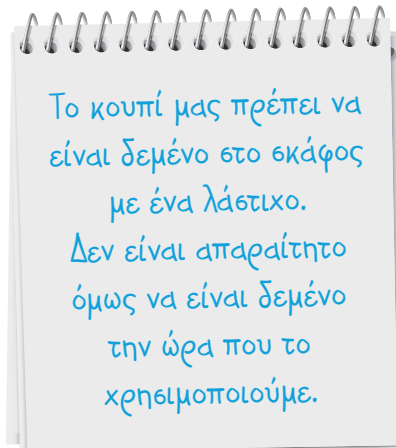 Το κουπί μας πρέπει να
είναι δεμένο στο σκάφος
με ένα λάστιχο.
Δεν είναι απαραίτητο
όμως να είναι δεμένο
την ώρα που το
χρησιμοποιούμε.